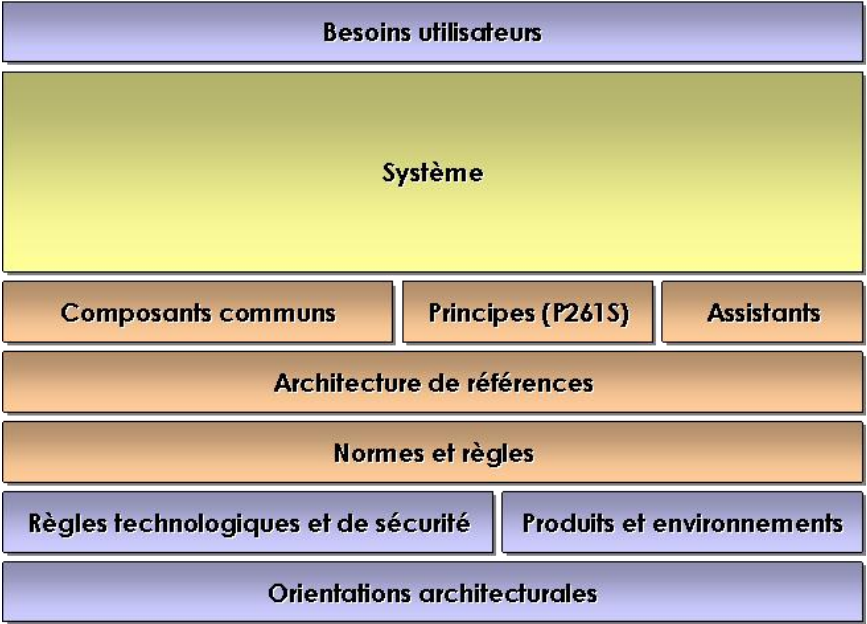 Besoins utilisateurs
Système
Composants communs
Principes (P261S)
Assistants
Architecture de références
Normes et règles
Règles technologiques et de sécurité
Produits et environnements
Orientations architecturales